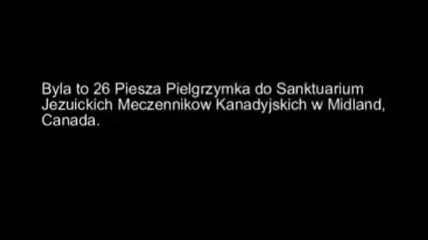 Byla to 26 Piesza Pielgrzymka do Sanktuarium
Jezuickich Meczennikow Kanadyjskich w Midland,
Canada.